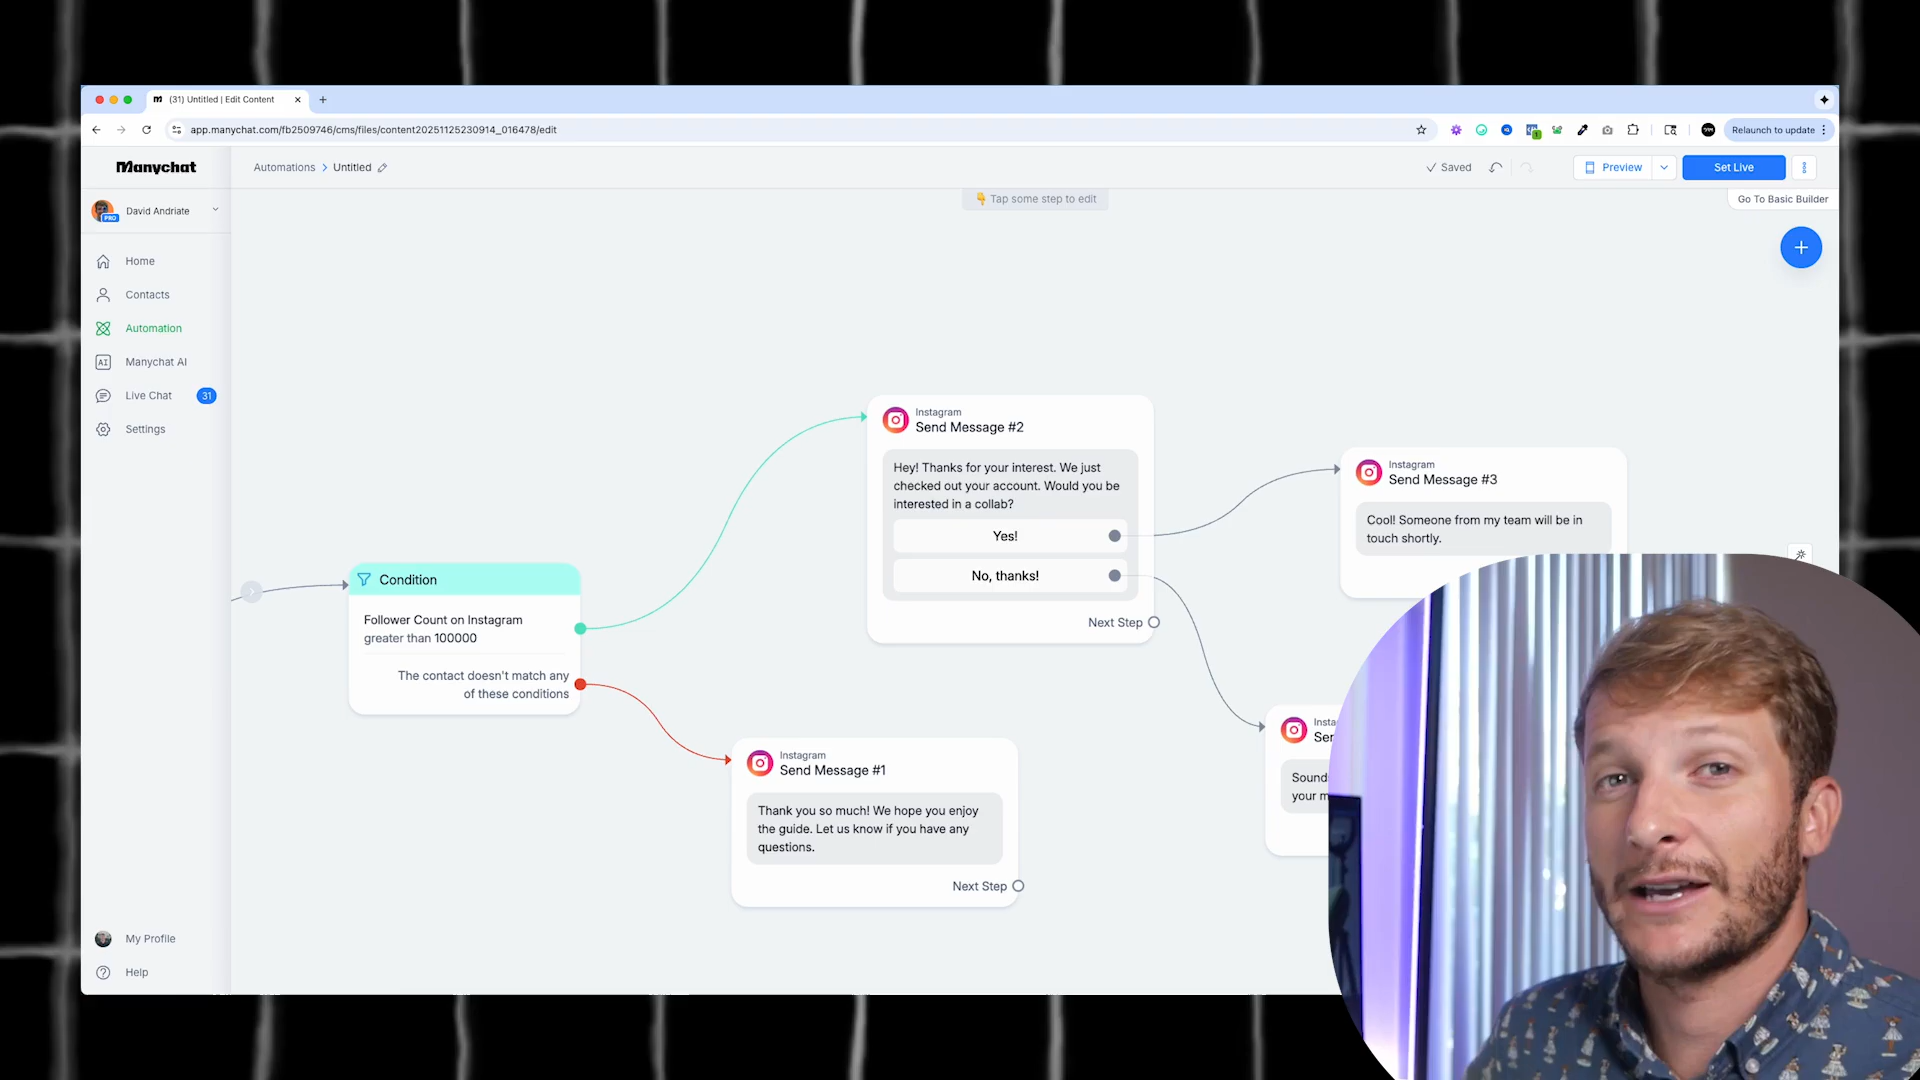 (31) Untitled | Edit Content
app.manychat.com/fb2509746/cms/files/content20251125230914_016478/edit
Relaunch to update
Manychat
Automations > Untitled
Saved
Preview
Set Live
David Andriate
PRO
👇 Tap some step to edit
Go To Basic Builder
Home
Contacts
Automation
Manychat AI
Live Chat
31
Settings
My Profile
Help
Condition
Follower Count on Instagram
greater than 100000
The contact doesn't match any
of these conditions
Instagram
Send Message #2
Hey! Thanks for your interest. We just
checked out your account. Would you be
interested in a collab?
Yes!
No, thanks!
Next Step
Instagram
Send Message #1
Thank you so much! We hope you enjoy
the guide. Let us know if you have any
questions.
Next Step
Instagram
Send Message #3
Cool! Someone from my team will be in
touch shortly.
Insta
Ser
Sound
your m